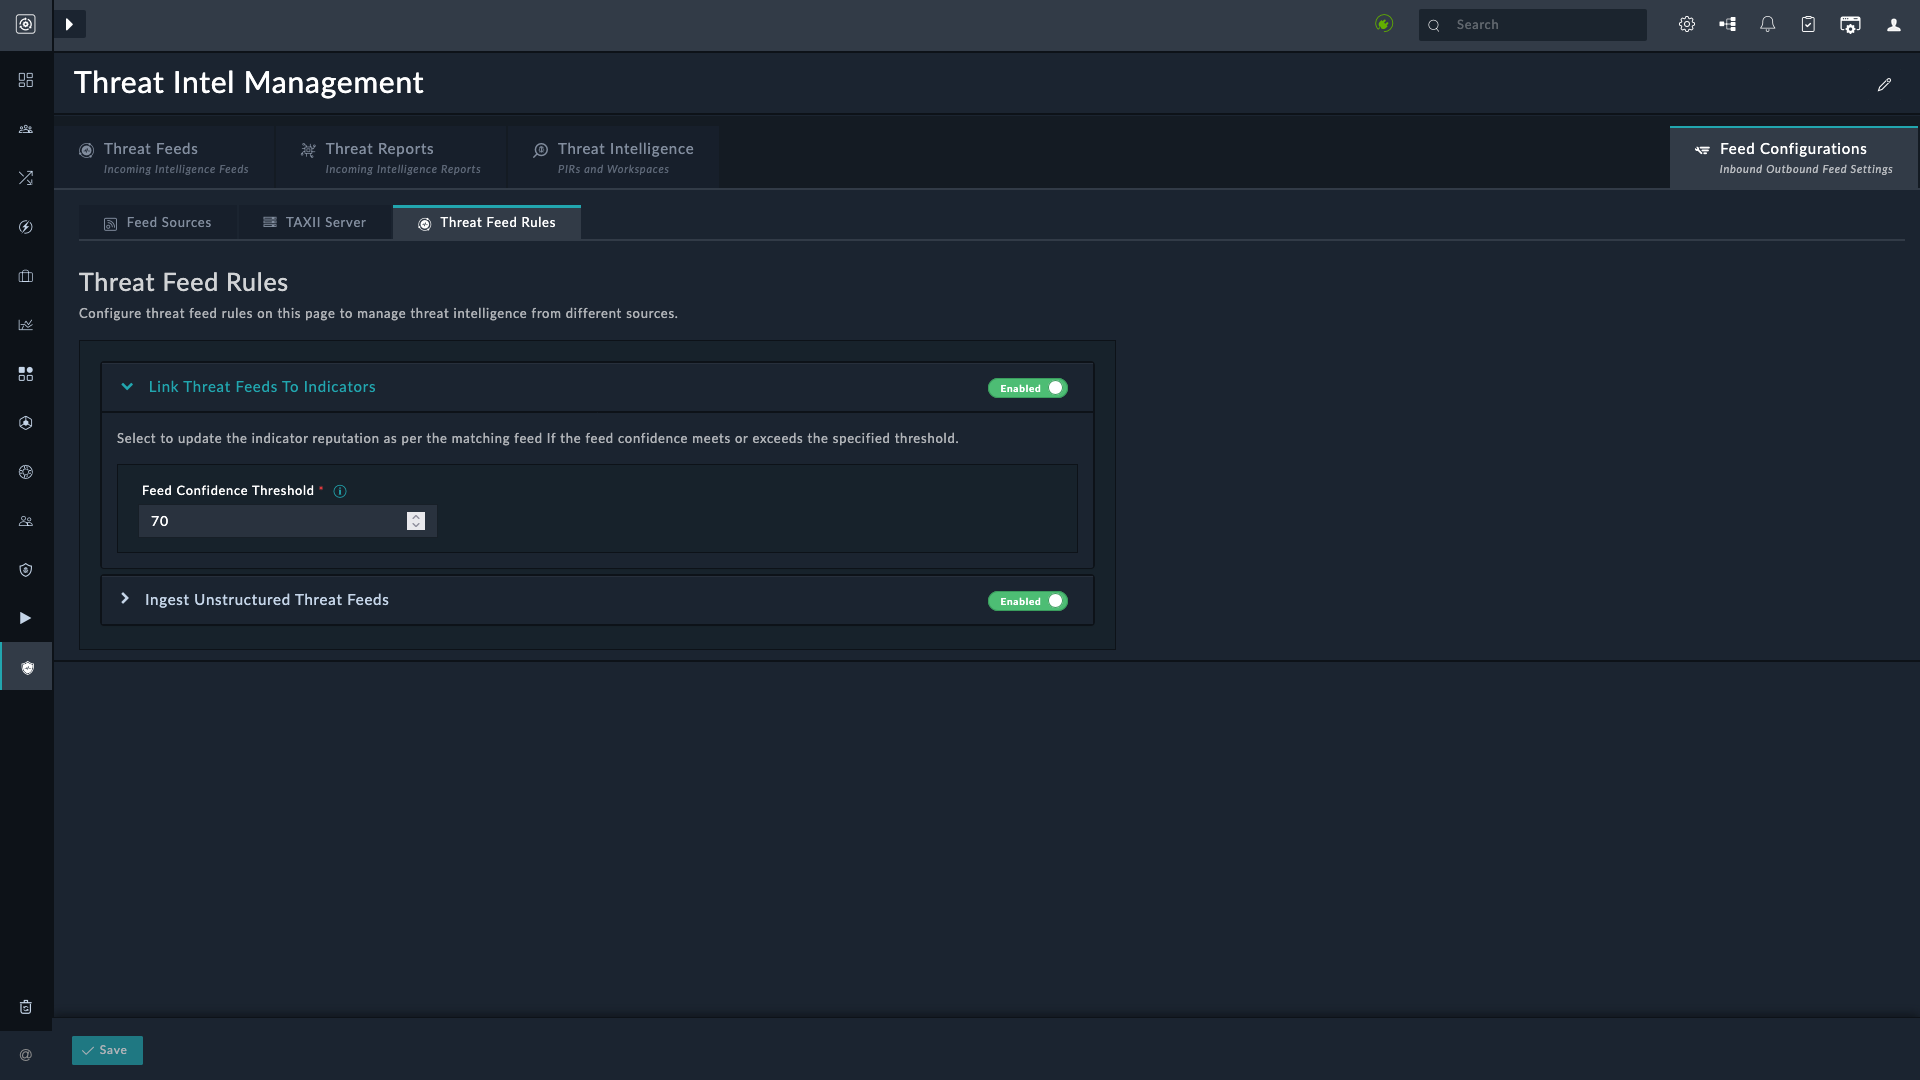 Search
Threat Intel Management
Threat Feeds
Incoming Intelligence Feeds
Threat Reports
Incoming Intelligence Reports
Threat Intelligence
PIRs and Workspaces
Feed Configurations
Inbound Outbound Feed Settings
Feed Sources
TAXII Server
Threat Feed Rules
Threat Feed Rules
Configure threat feed rules on this page to manage threat intelligence from different sources.
Link Threat Feeds To Indicators
Enabled
Select to update the indicator reputation as per the matching feed If the feed confidence meets or exceeds the specified threshold.
Feed Confidence Threshold *
70
Ingest Unstructured Threat Feeds
Enabled
@
Save